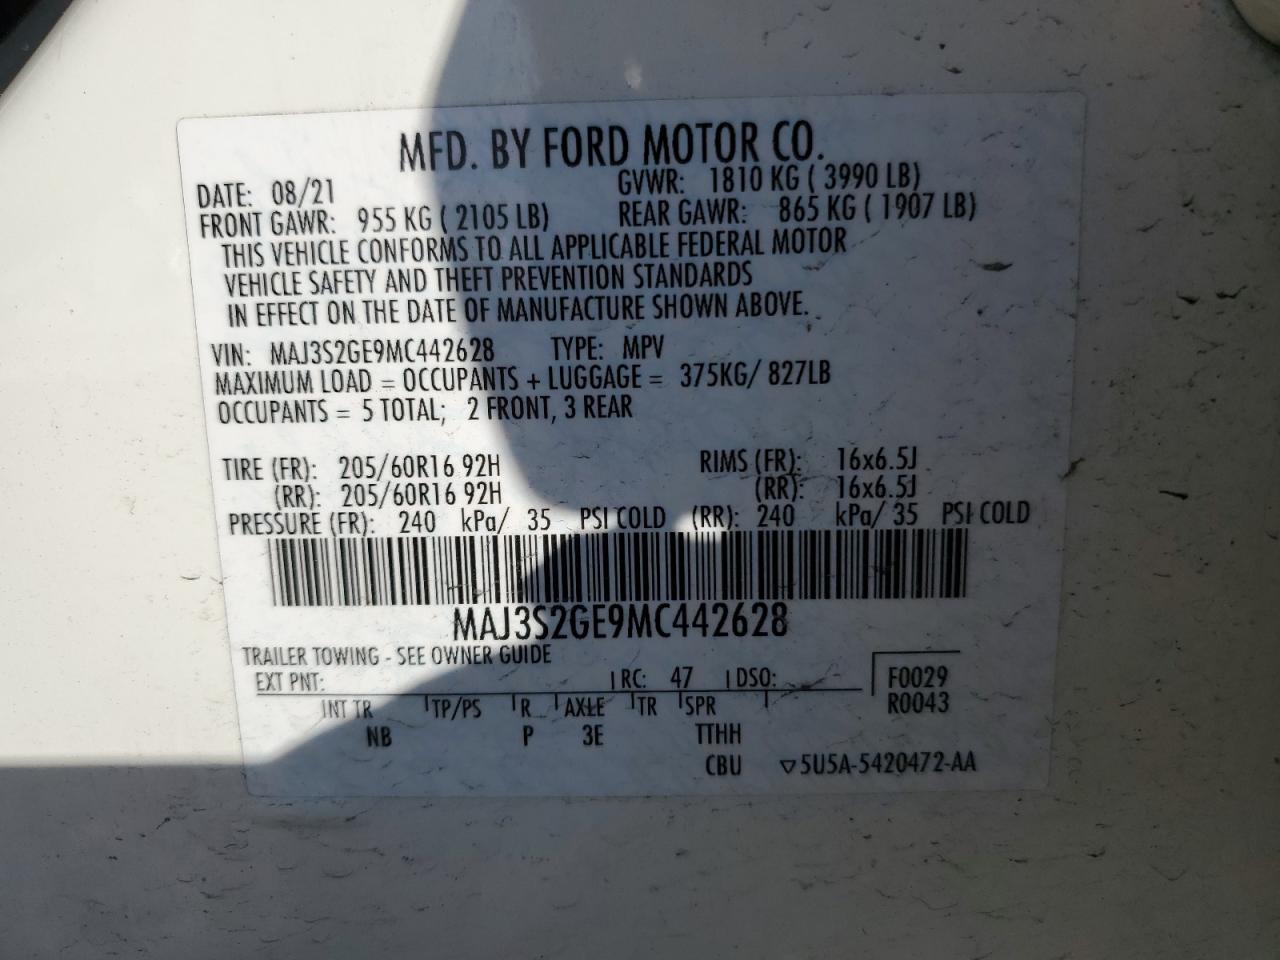 MFD. BY FORD MOTOR CO.
DATE: 08/21 GVWR: 1810 KG ( 3990 LB)
FRONT GAWR: 955 KG ( 2105 LB) REAR GAWR: 865 KG ( 1907 LB)
THIS VEHICLE CONFORMS TO ALL APPLICABLE FEDERAL MOTOR
VEHICLE SAFETY AND THEFT PREVENTION STANDARDS
IN EFFECT ON THE DATE OF MANUFACTURE SHOWN ABOVE.
VIN: MAJ3S2GE9MC442628 TYPE: MPV
MAXIMUM LOAD = OCCUPANTS + LUGGAGE = 375KG/ 827LB
OCCUPANTS = 5 TOTAL; 2 FRONT, 3 REAR
TIRE (FR): 205/60R16 92H RIMS (FR): 16x6.5J
(RR): 205/60R16 92H (RR): 16x6.5J
PRESSURE (FR): 240 kPa/ 35 PSI COLD (RR): 240 kPa/ 35 PSI COLD
MAJ3S2GE9MC442628
TRAILER TOWING - SEE OWNER GUIDE
EXT PNT: RC: 47 DSO: F0029
INT TR TP/PS R AXLE TR SPR R0043
NB P 3E TTHH
CBU ▽5U5A-5420472-AA